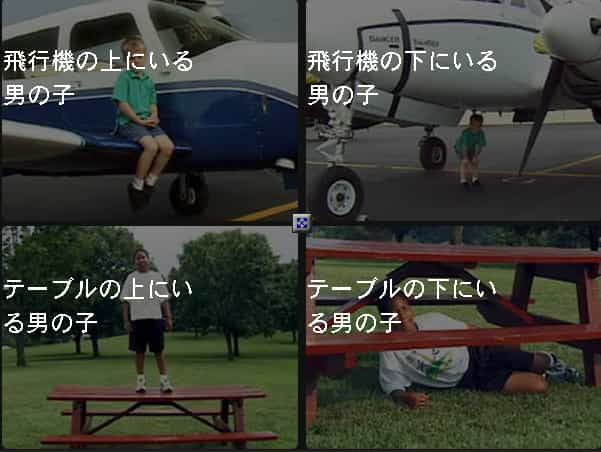 飛行機の上にいる
男の子
飛行機の下にいる
男の子
DANGER
DANGER
テーブルの上にい
る男の子
テーブルの下にい
る男の子